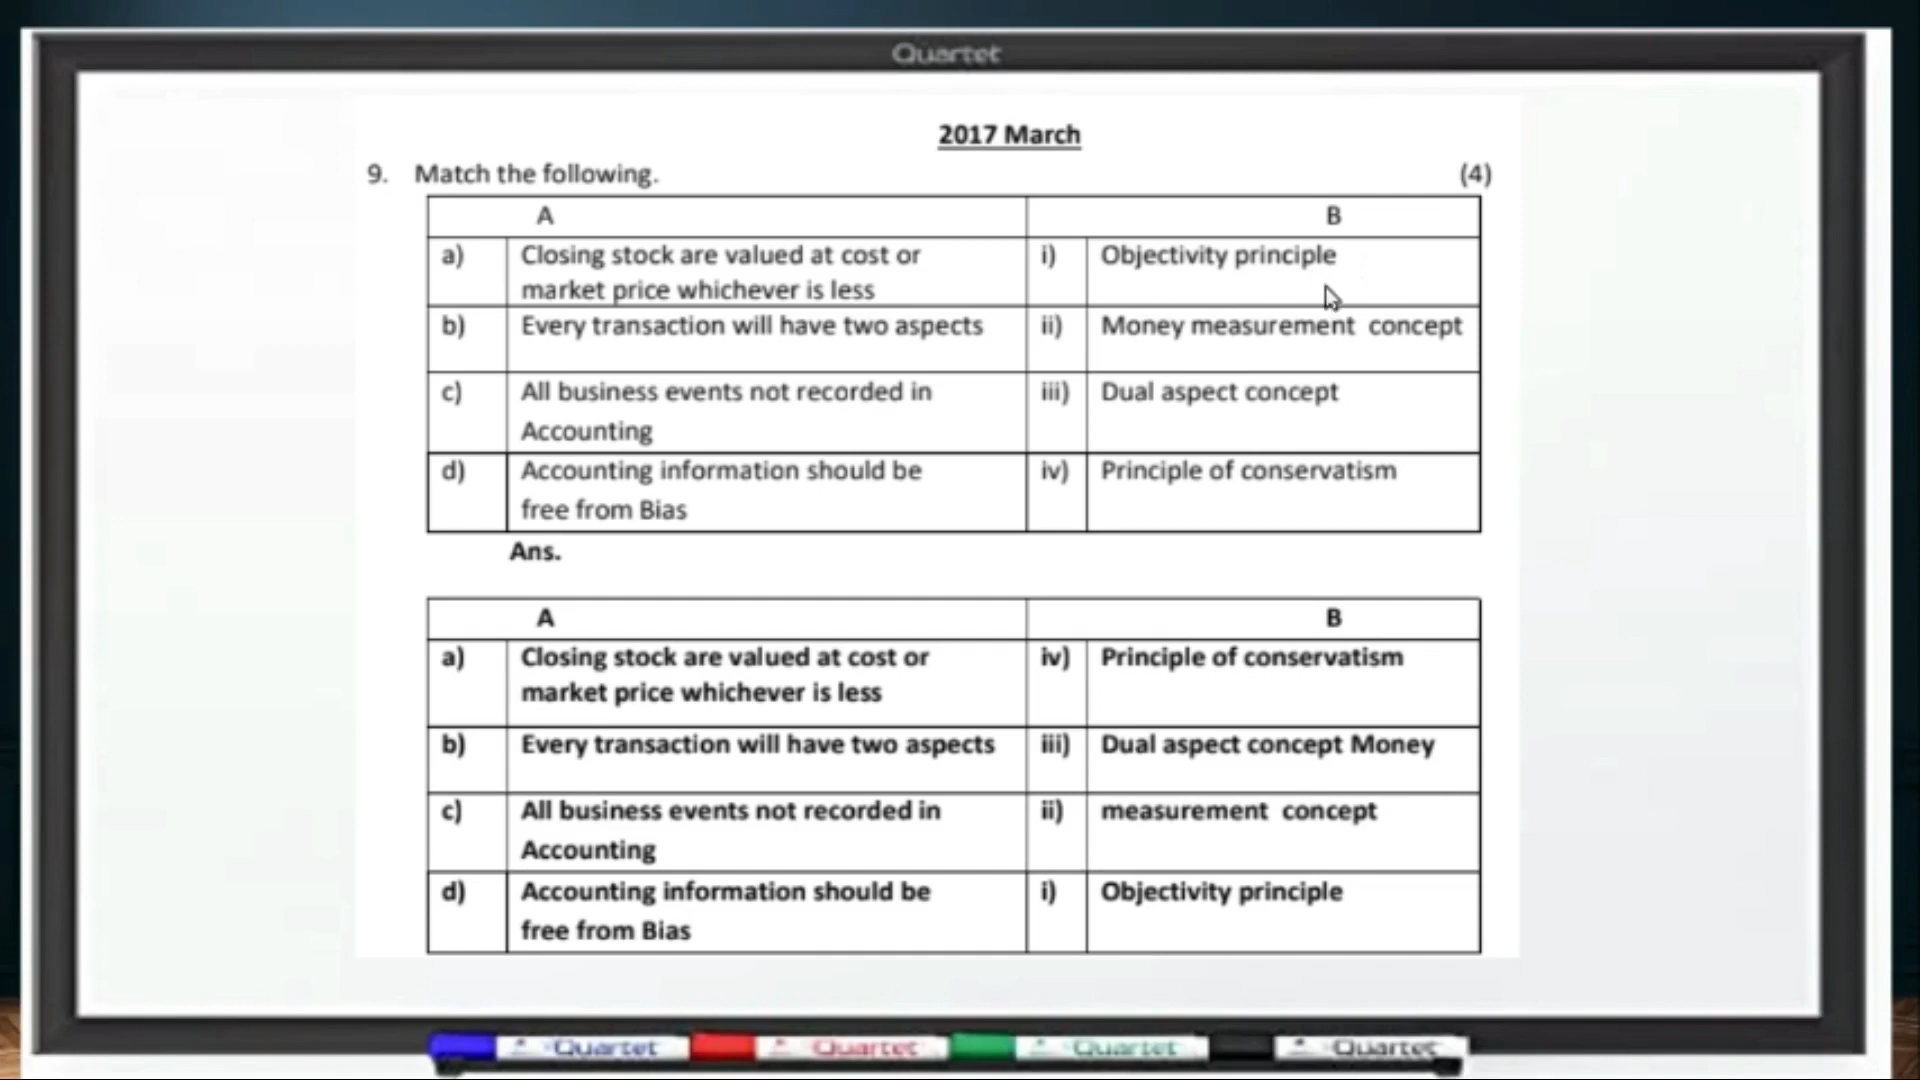 Quartet
2017 March
9. Match the following. (4)
A B
a) Closing stock are valued at cost or i) Objectivity principle
market price whichever is less
b) Every transaction will have two aspects ii) Money measurement concept
c) All business events not recorded in iii) Dual aspect concept
Accounting
d) Accounting information should be iv) Principle of conservatism
free from Bias
Ans.
A B
a) Closing stock are valued at cost or iv) Principle of conservatism
market price whichever is less
b) Every transaction will have two aspects iii) Dual aspect concept Money
c) All business events not recorded in ii) measurement concept
Accounting
d) Accounting information should be i) Objectivity principle
free from Bias
Quartet Quartet Quartet Quartet